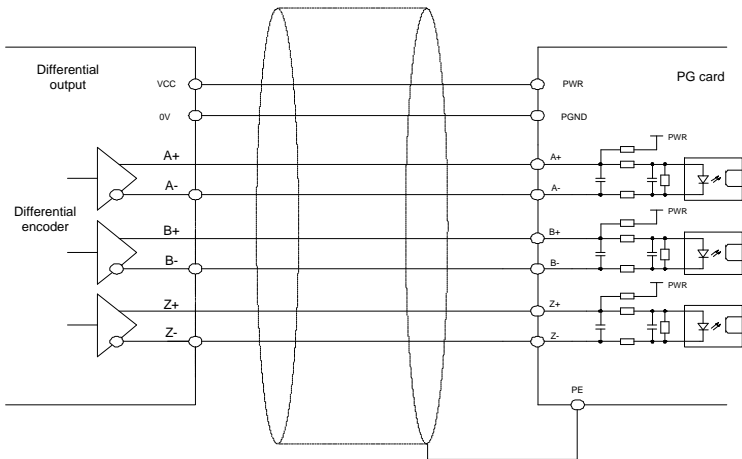 Differential
output
VCC
PWR
PG card
0V
PGND
PWR
A+
A+
A-
A-
Differential
encoder
PWR
B+
B+
B-
B-
PWR
Z+
Z+
Z-
Z-
PE